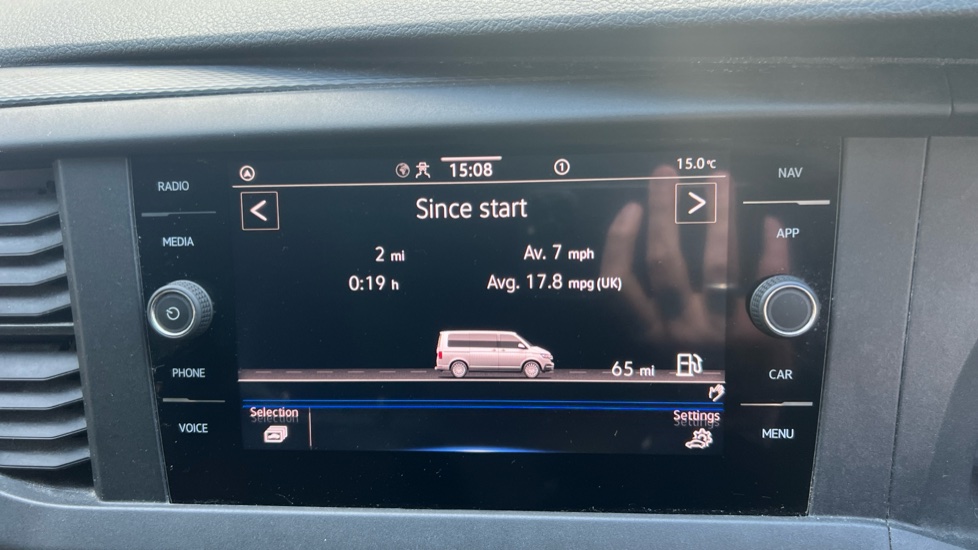 15:08
1
15.0 °C
Since start
2 mi
Av. 7 mph
0:19 h
Avg. 17.8 mpg (UK)
65 mi
Selection
Settings
RADIO
MEDIA
PHONE
VOICE
NAV
APP
CAR
MENU